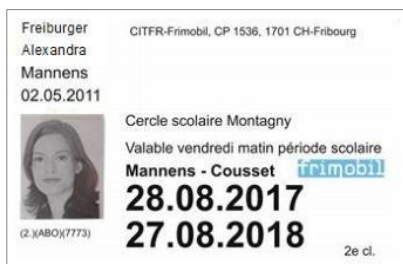 Freiburger
Alexandra
Mannens
02.05.2011
CITFR-Frimobil, CP 1536, 1701 CH-Fribourg
Cercle scolaire Montagny
Valable vendredi matin période scolaire
Mannens - Cousset frimobil
28.08.2017
27.08.2018
(2.)(ABO)(7773)
2e cl.